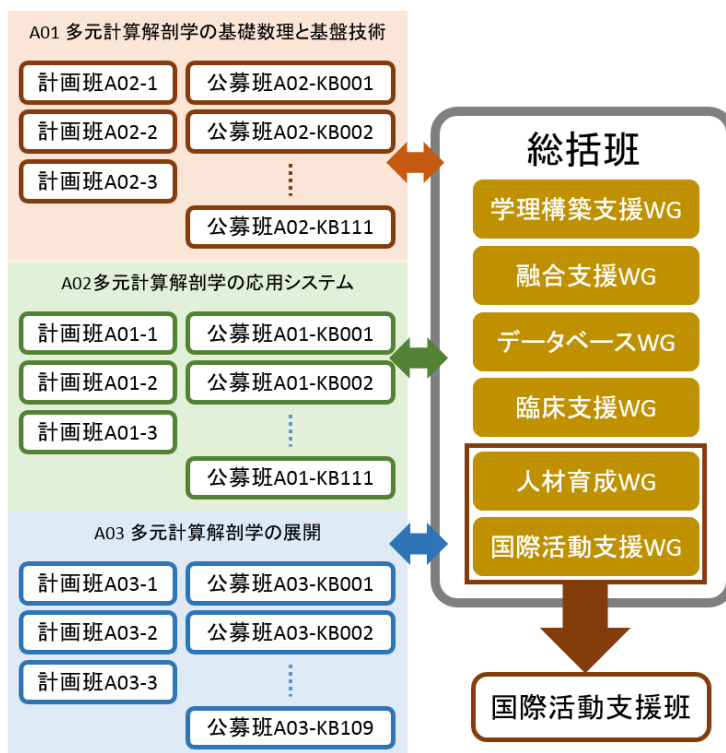 A01 多元計算解剖学の基礎数理と基盤技術
計画班A02-1
公募班A02-KB001
計画班A02-2
公募班A02-KB002
計画班A02-3
公募班A02-KB111
A02多元計算解剖学の応用システム
計画班A01-1
公募班A01-KB001
計画班A01-2
公募班A01-KB002
計画班A01-3
公募班A01-KB111
A03 多元計算解剖学の展開
計画班A03-1
公募班A03-KB001
計画班A03-2
公募班A03-KB002
計画班A03-3
公募班A03-KB109
総括班
学理構築支援WG
融合支援WG
データベースWG
臨床支援WG
人材育成WG
国際活動支援WG
国際活動支援班